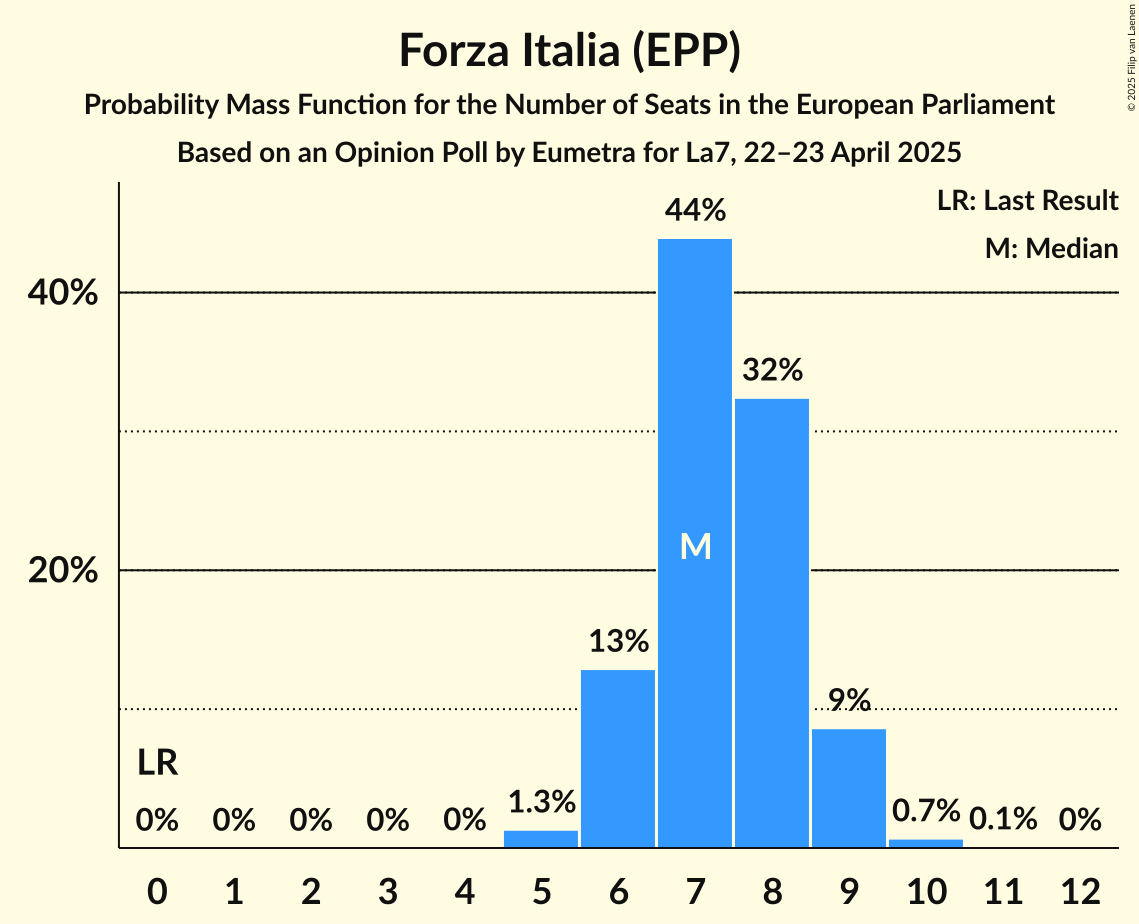 Forza Italia (EPP)
Probability Mass Function for the Number of Seats in the European Parliament
Based on an Opinion Poll by Eumetra for La7, 22–23 April 2025
© 2025 Filip van Laenen
LR: Last Result
M: Median
44%
40%
32%
M
20%
13%
9%
LR
0% 0% 0% 0% 0% 1.3% 0.7% 0.1% 0%
0 1 2 3 4 5 6 7 8 9 10 11 12